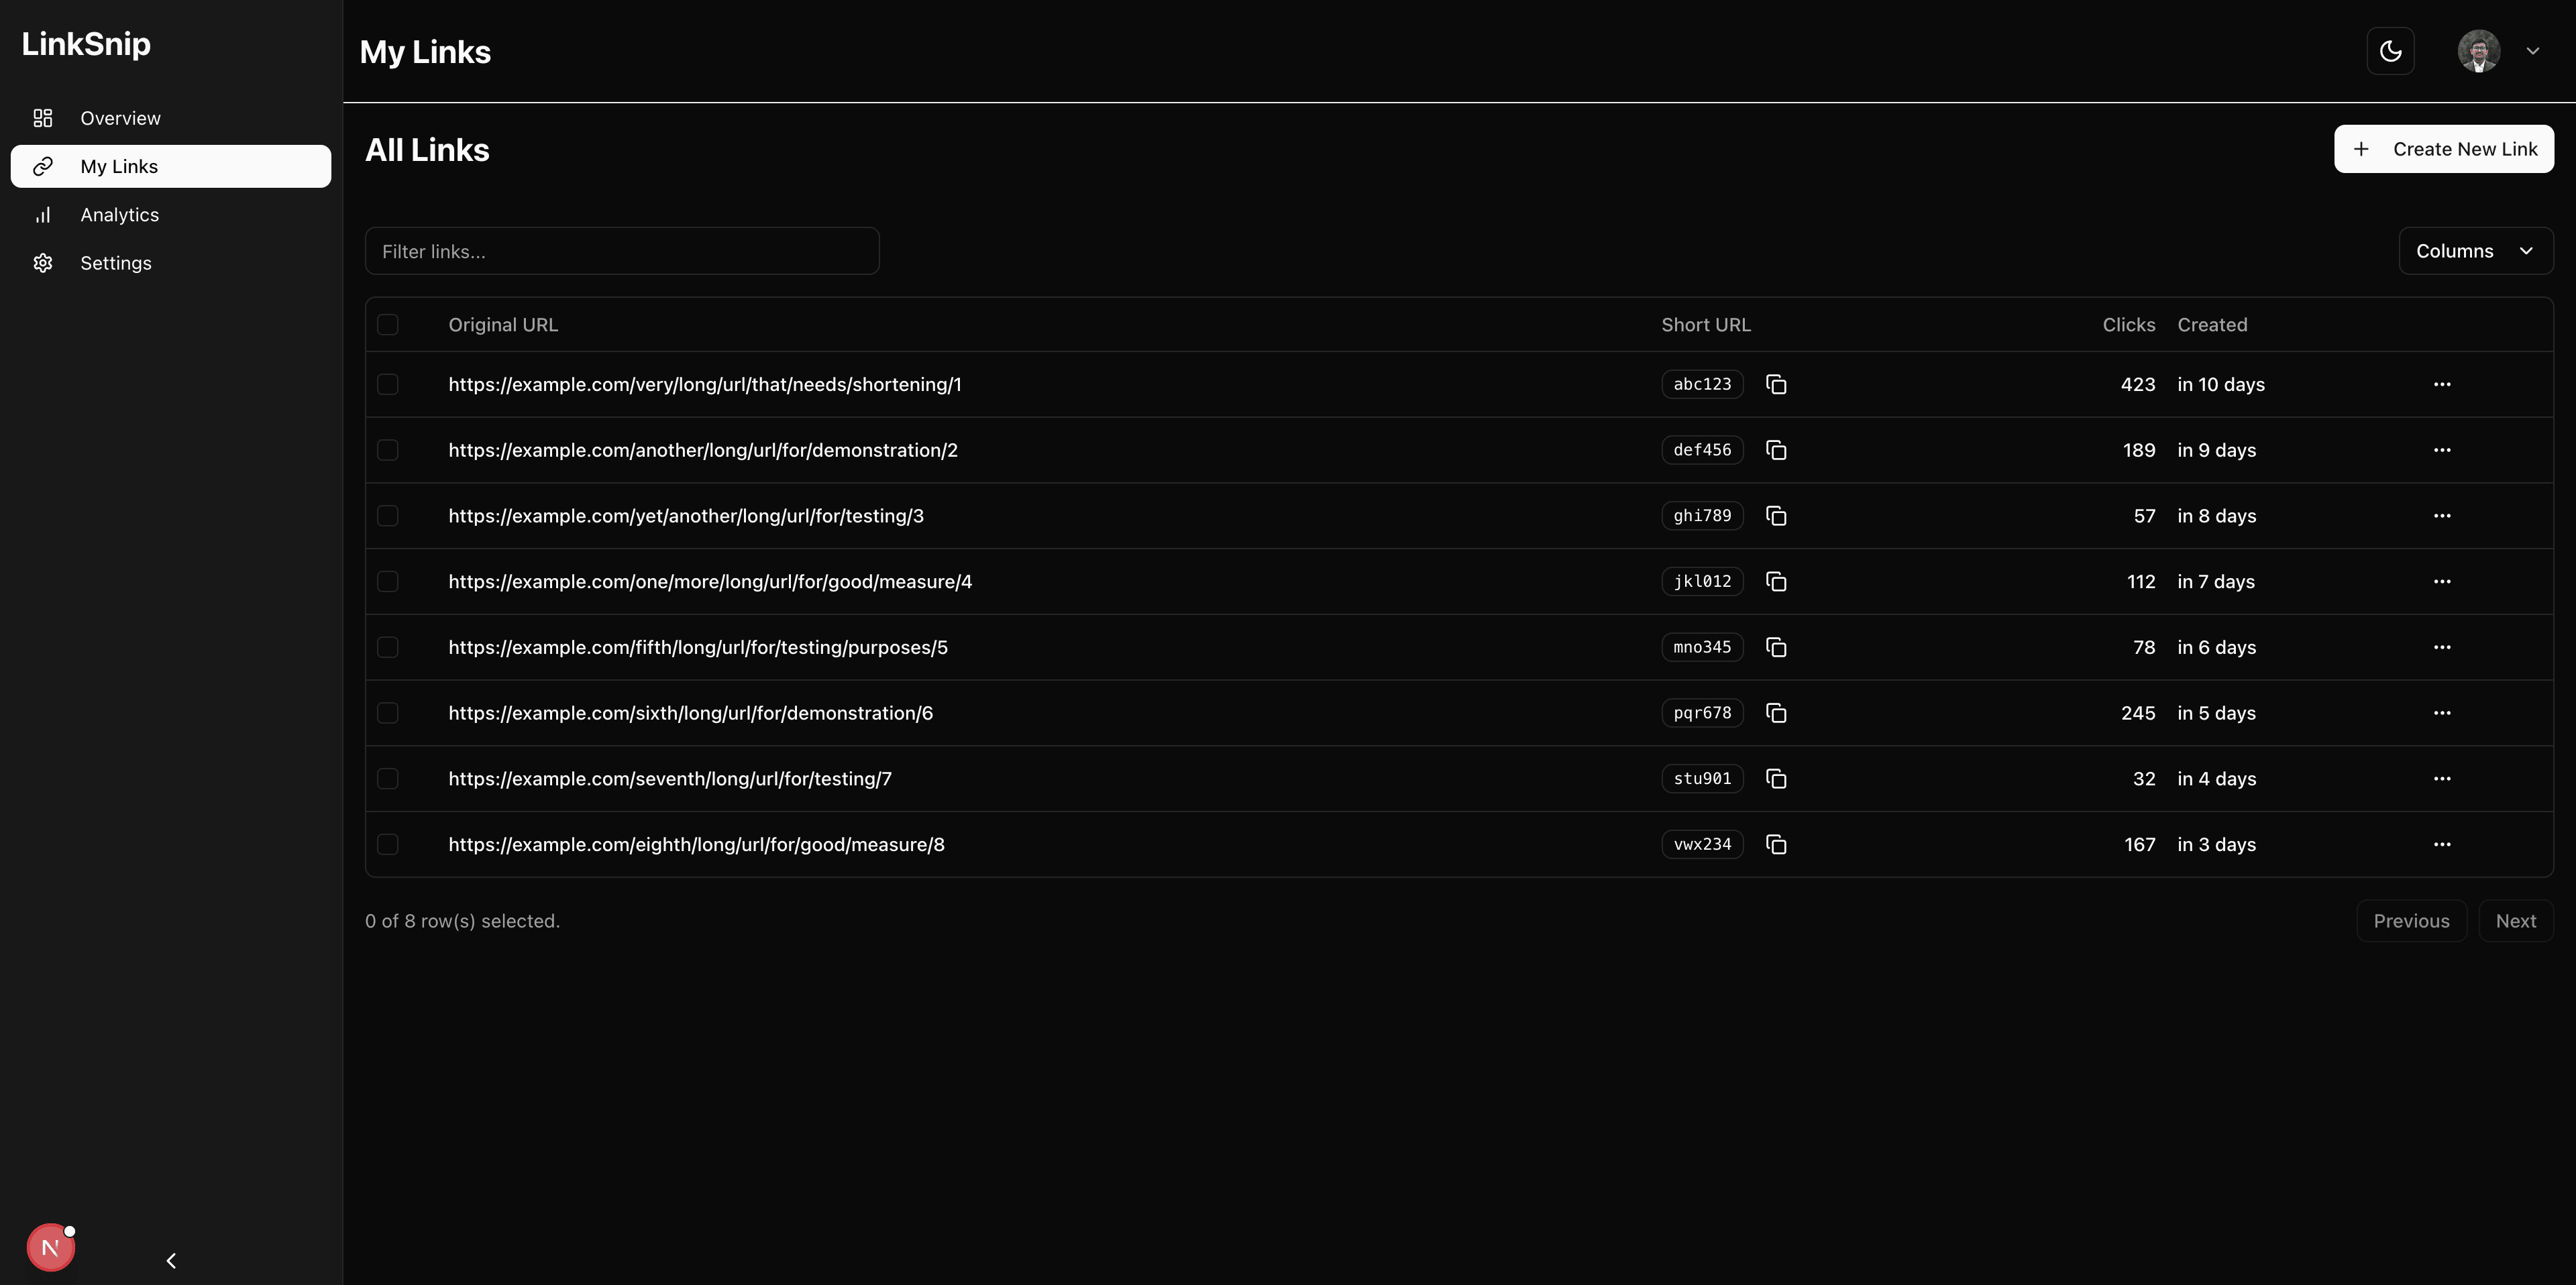 LinkSnip
Overview
My Links
Analytics
Settings
My Links
All Links
Create New Link
Filter links...
Columns
Original URL Short URL Clicks Created
https://example.com/very/long/url/that/needs/shortening/1 abc123 423 in 10 days
https://example.com/another/long/url/for/demonstration/2 def456 189 in 9 days
https://example.com/yet/another/long/url/for/testing/3 ghi789 57 in 8 days
https://example.com/one/more/long/url/for/good/measure/4 jkl012 112 in 7 days
https://example.com/fifth/long/url/for/testing/purposes/5 mno345 78 in 6 days
https://example.com/sixth/long/url/for/demonstration/6 pqr678 245 in 5 days
https://example.com/seventh/long/url/for/testing/7 stu901 32 in 4 days
https://example.com/eighth/long/url/for/good/measure/8 vwx234 167 in 3 days
0 of 8 row(s) selected.
Previous Next
N